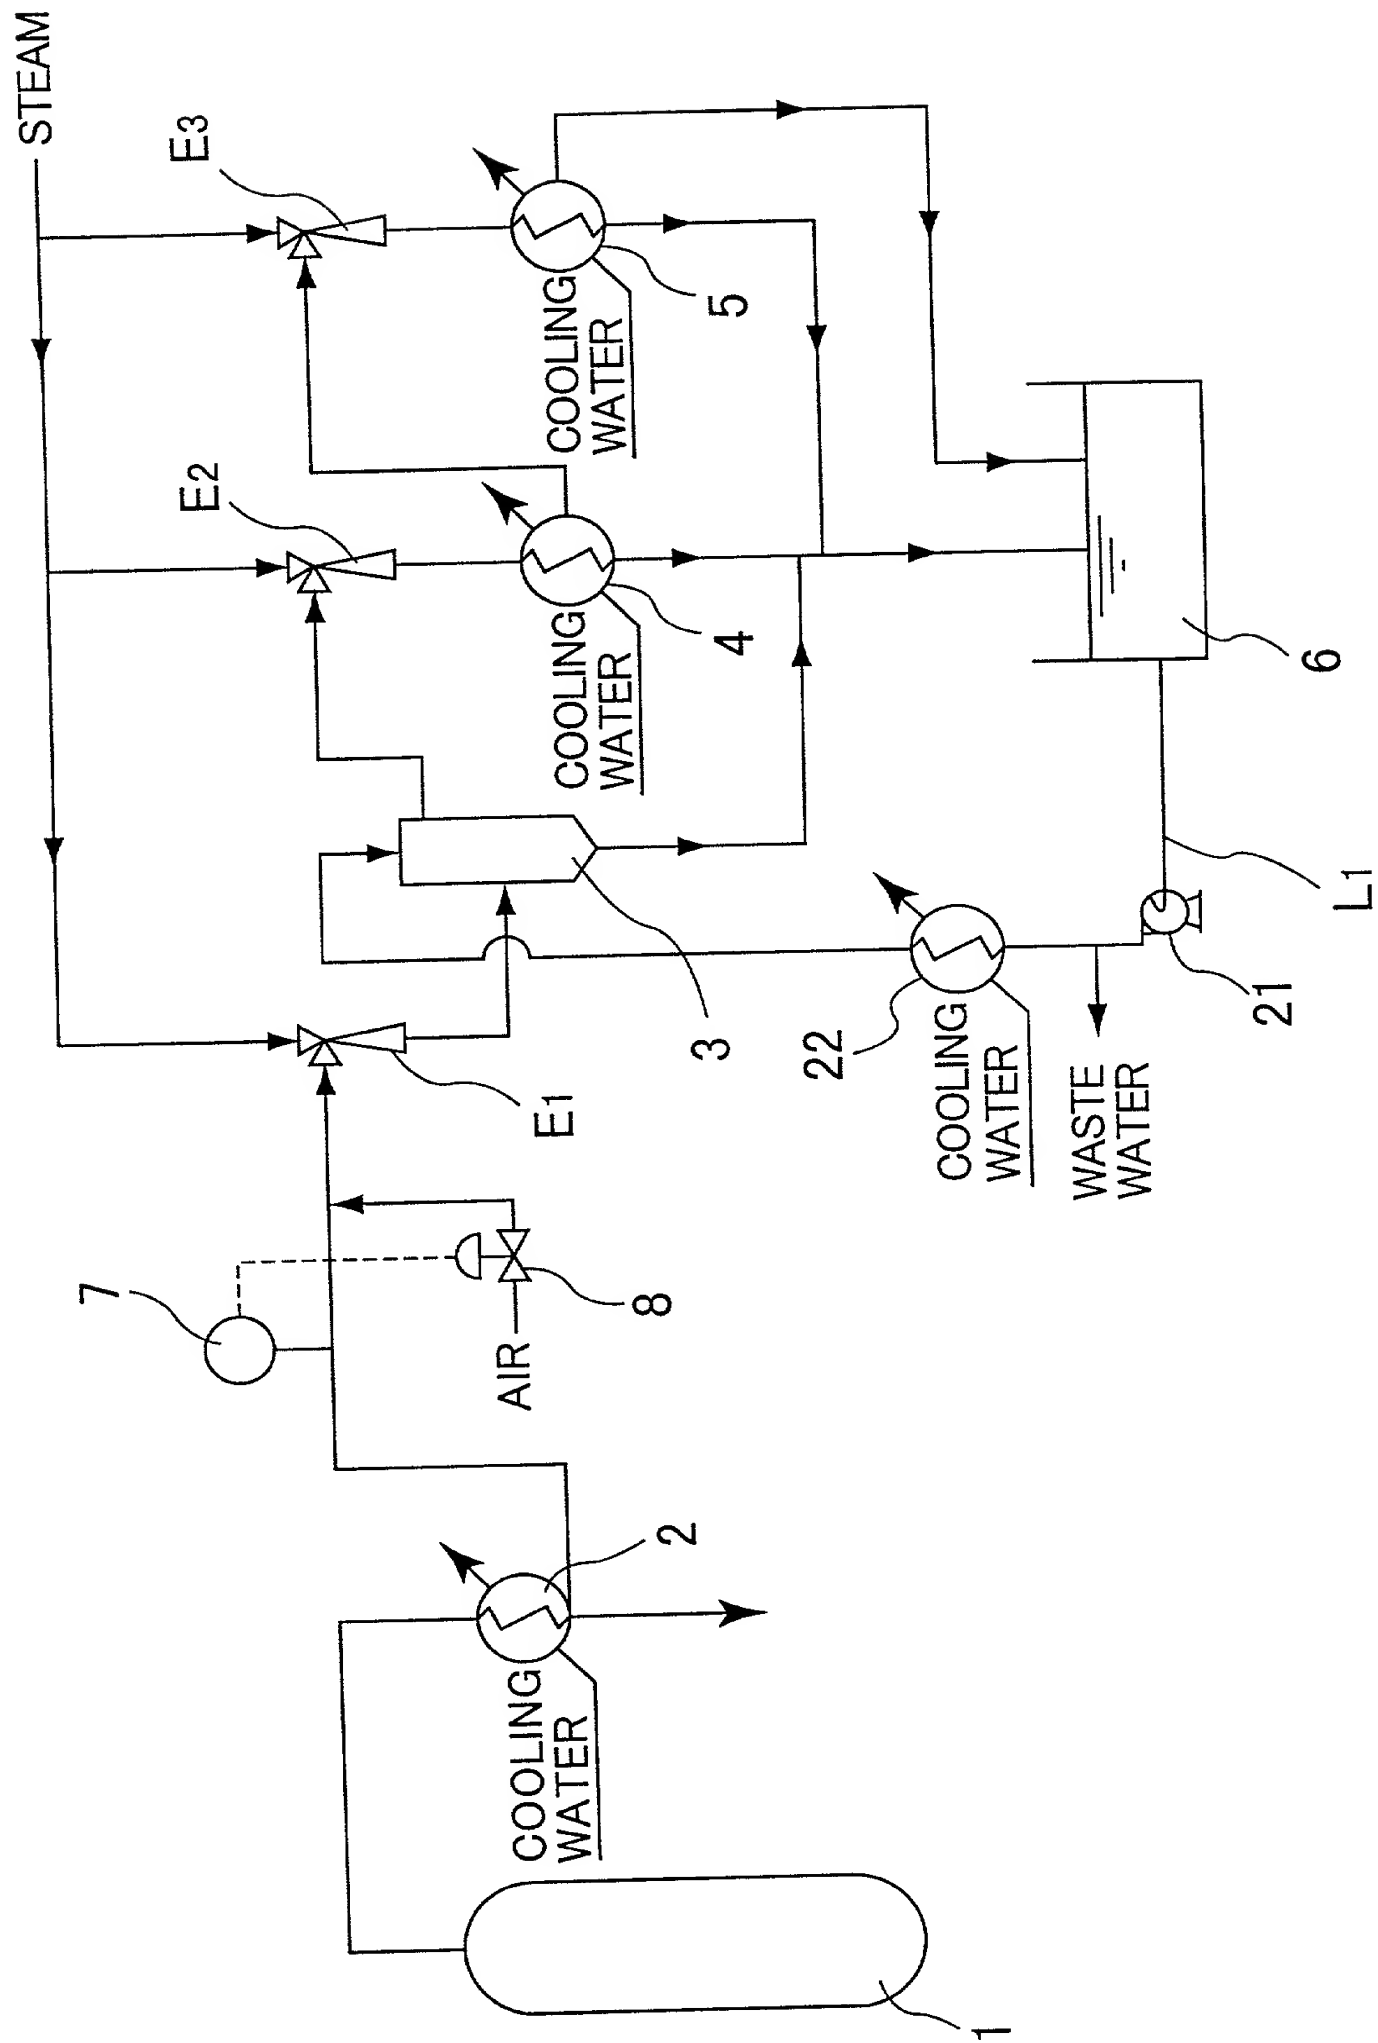 STEAM
E3
E2
5
COOLING
WATER
4
COOLING
WATER
6
L1
3
21
22
COOLING
WATER
WASTE
WATER
E1
7
8
AIR
2
COOLING
WATER
1